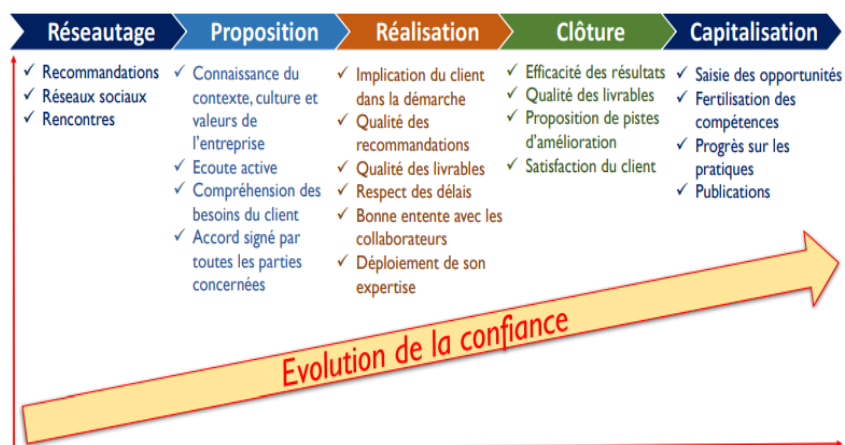 Réseautage
Proposition
Réalisation
Clôture
Capitalisation
✓ Recommandations
✓ Réseaux sociaux
✓ Rencontres
✓ Connaissance du
contexte, culture et
valeurs de
l'entreprise
✓ Ecoute active
✓ Compréhension des
besoins du client
✓ Accord signé par
toutes les parties
concernées
✓ Implication du client
dans la démarche
✓ Qualité des
recommandations
✓ Qualité des livrables
✓ Respect des délais
✓ Bonne entente avec les
collaborateurs
✓ Déploiement de son
expertise
✓ Efficacité des résultats
✓ Qualité des livrables
✓ Proposition de pistes
d'amélioration
✓ Satisfaction du client
✓ Saisie des opportunités
✓ Fertilisation des
compétences
✓ Progrès sur les
pratiques
✓ Publications
Evolution de la confiance